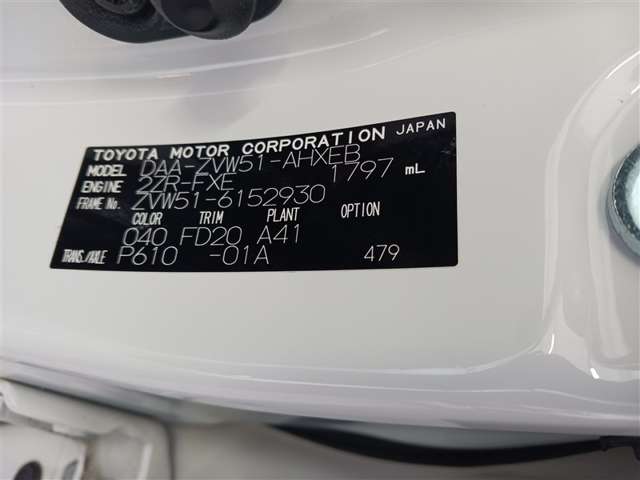 TOYOTA MOTOR CORPORATION JAPAN
MODEL DAA-ZVW51-AHXEB
ENGINE 2ZR-FXE 1797 mL
FRAME No. ZVW51-6152930
COLOR TRIM PLANT OPTION
040 FD20 A41
TRANS./AXLE P610 -01A 479